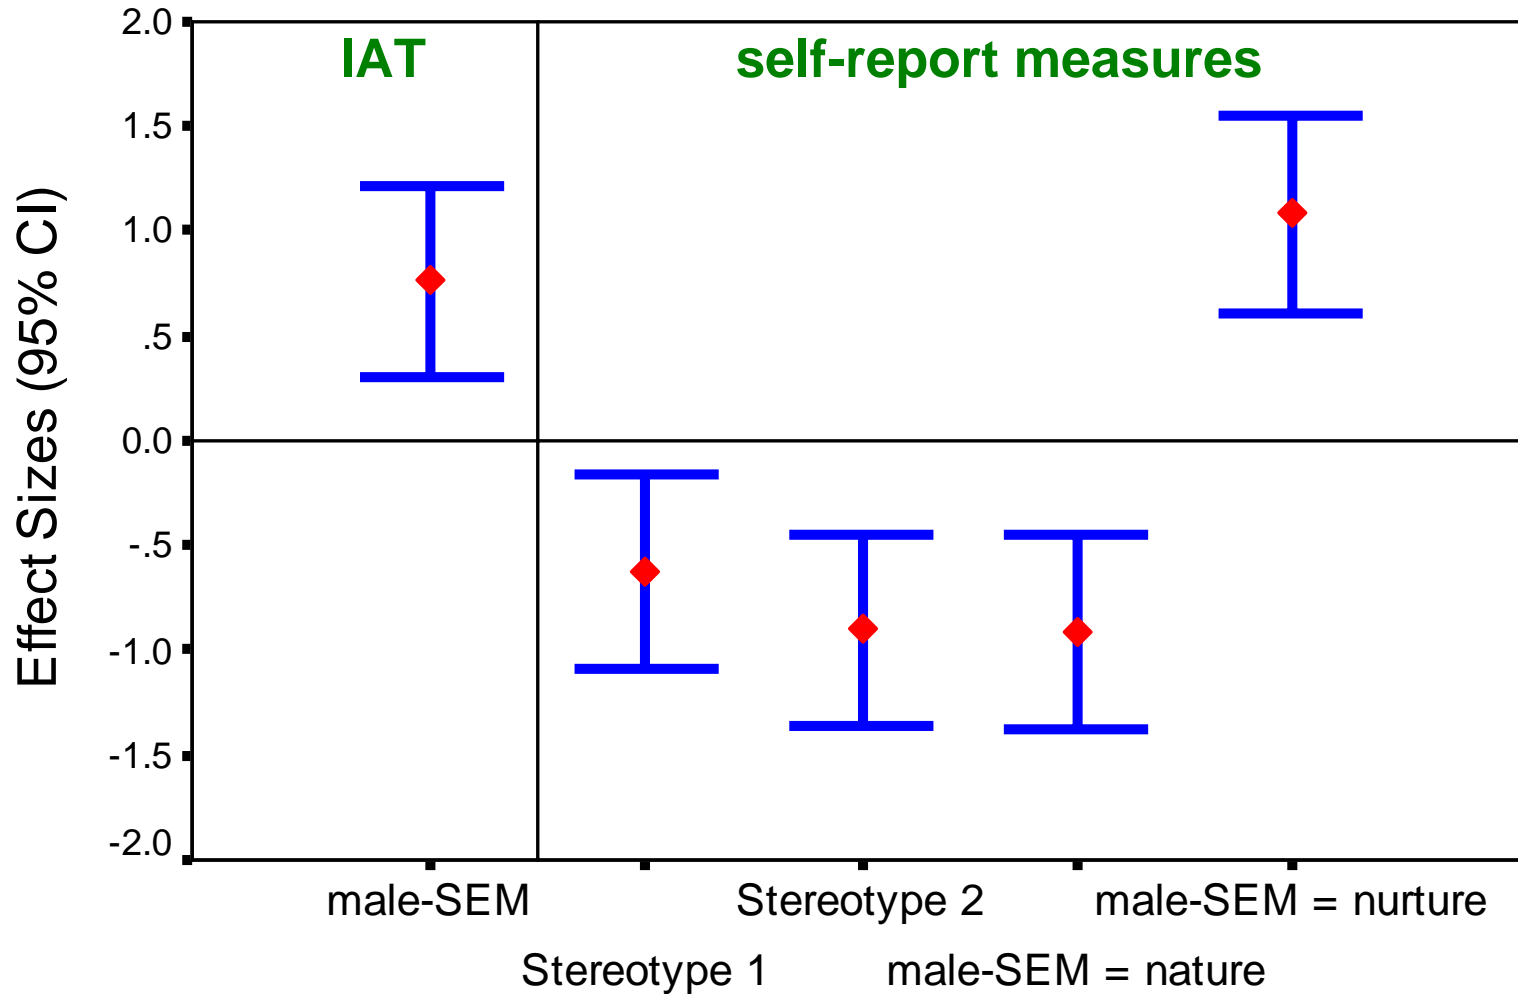 IAT
self-report measures
Effect Sizes (95% CI)
2.0
1.5
1.0
.5
0.0
-.5
-1.0
-1.5
-2.0
male-SEM
Stereotype 2
male-SEM = nurture
Stereotype 1
male-SEM = nature